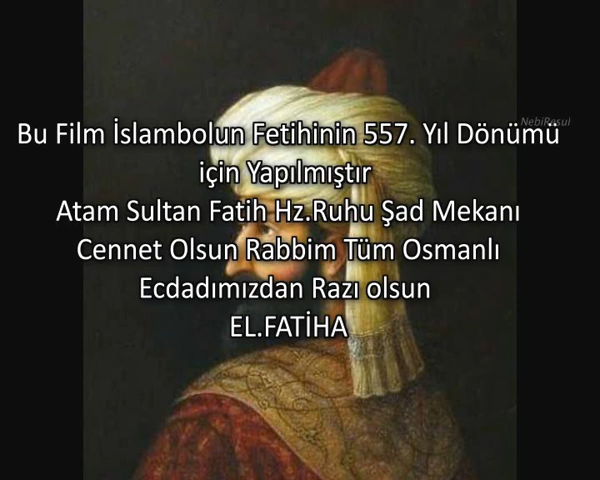 NebiResul
Bu Film İslambolun Fetihinin 557. Yıl Dönümü
için Yapılmıştır
Atam Sultan Fatih Hz.Ruhu Şad Mekanı
Cennet Olsun Rabbim Tüm Osmanlı
Ecdadımızdan Razı olsun
EL.FATİHA